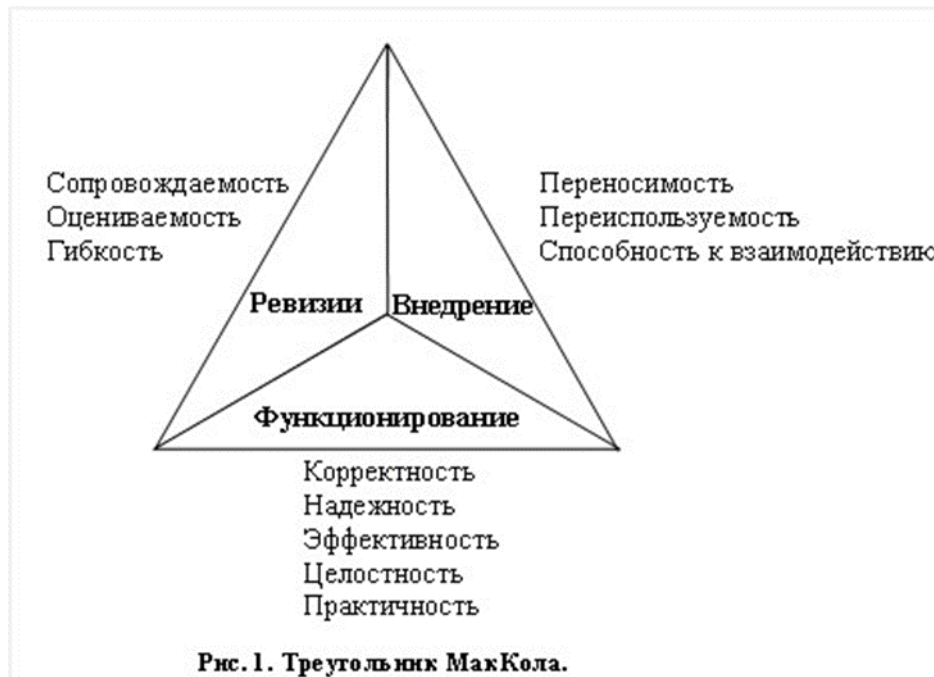 Сопровождаемость
Оцениваемость
Гибкость
Переносимость
Переиспользуемость
Способность к взаимодействию
Ревизии
Внедрение
Функционирование
Корректность
Надежность
Эффективность
Целостность
Практичность
Рис. 1. Треугольник МакКола.